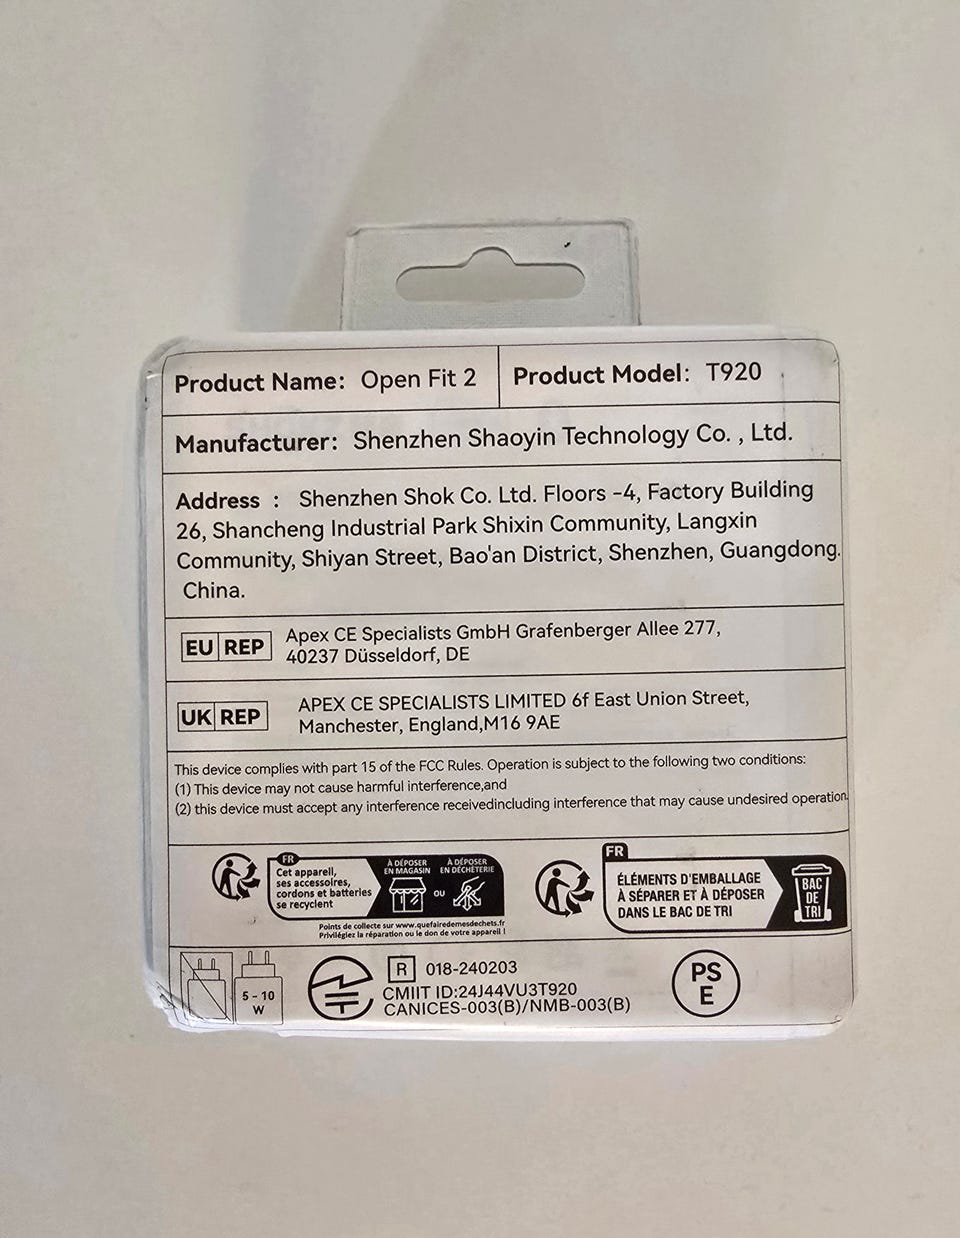 Product Name: Open Fit 2
Product Model: T920
Manufacturer: Shenzhen Shaoyin Technology Co. , Ltd.
Address : Shenzhen Shok Co. Ltd. Floors -4, Factory Building
26, Shancheng Industrial Park Shixin Community, Langxin
Community, Shiyan Street, Bao'an District, Shenzhen, Guangdong.
China.
EU REP
Apex CE Specialists GmbH Grafenberger Allee 277,
40237 Düsseldorf, DE
UK REP
APEX CE SPECIALISTS LIMITED 6f East Union Street,
Manchester, England,M16 9AE
This device complies with part 15 of the FCC Rules. Operation is subject to the following two conditions:
(1) This device may not cause harmful interference,and
(2) this device must accept any interference receivedincluding interference that may cause undesired operation.
FR
Cet appareil,
ses accessoires,
cordons et batteries
se recyclent
À DÉPOSER
EN MAGASIN
OU
À DÉPOSER
EN DÉCHÈTERIE
Points de collecte sur www.quefairedemesdechets.fr
Privilégiez la réparation ou le don de votre appareil !
FR
ÉLÉMENTS D'EMBALLAGE
À SÉPARER ET À DÉPOSER
DANS LE BAC DE TRI
BAC
DE
TRI
5 - 10
W
R 018-240203
CMIIT ID:24J44VU3T920
CANICES-003(B)/NMB-003(B)
PS
E